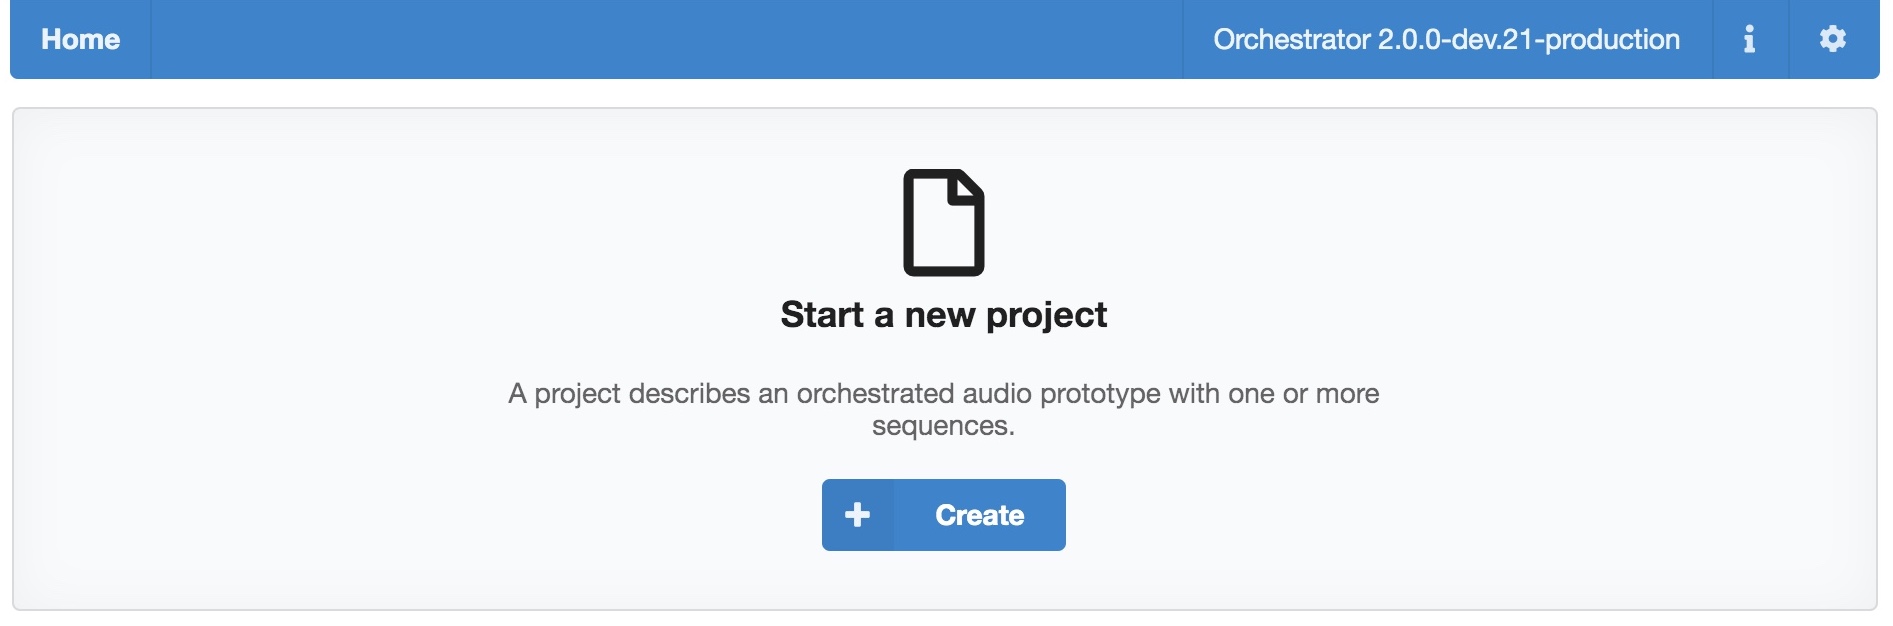 Home
Orchestrator 2.0.0-dev.21-production
Start a new project
A project describes an orchestrated audio prototype with one or more
sequences.
Create